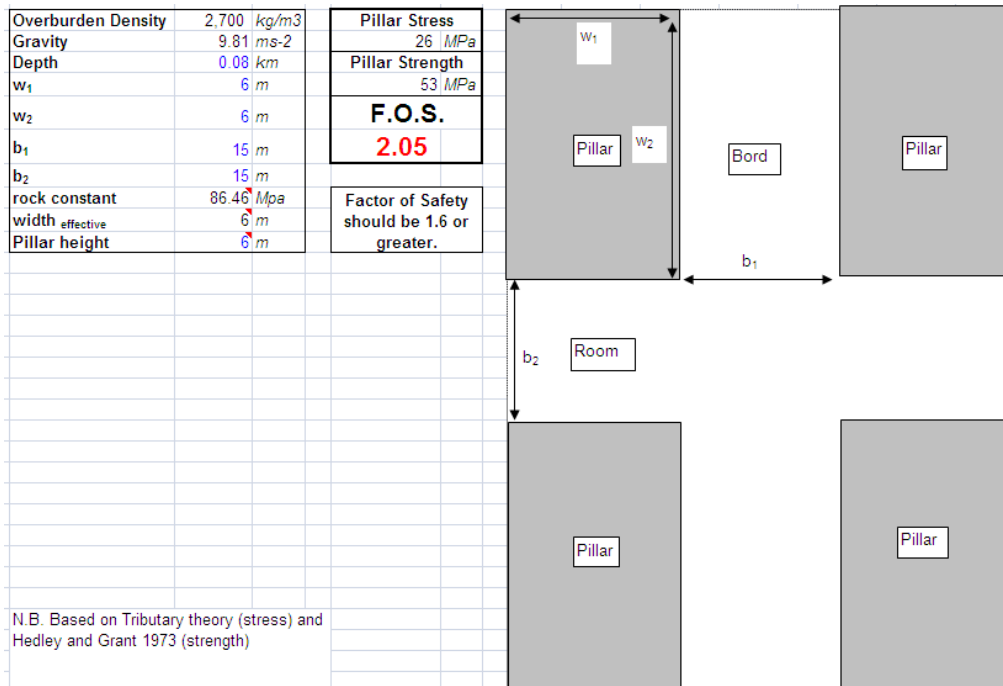 Overburden Density 2,700 kg/m3
Gravity 9.81 ms-2
Depth 0.08 km
w1 6 m
w2 6 m
b1 15 m
b2 15 m
rock constant 86.46 Mpa
width effective 6 m
Pillar height 6 m
Pillar Stress
26 MPa
Pillar Strength
53 MPa
F.O.S.
2.05
Factor of Safety
should be 1.6 or
greater.
w1
w2
Pillar
Bord
Pillar
b1
b2
Room
Pillar
Pillar
N.B. Based on Tributary theory (stress) and
Hedley and Grant 1973 (strength)